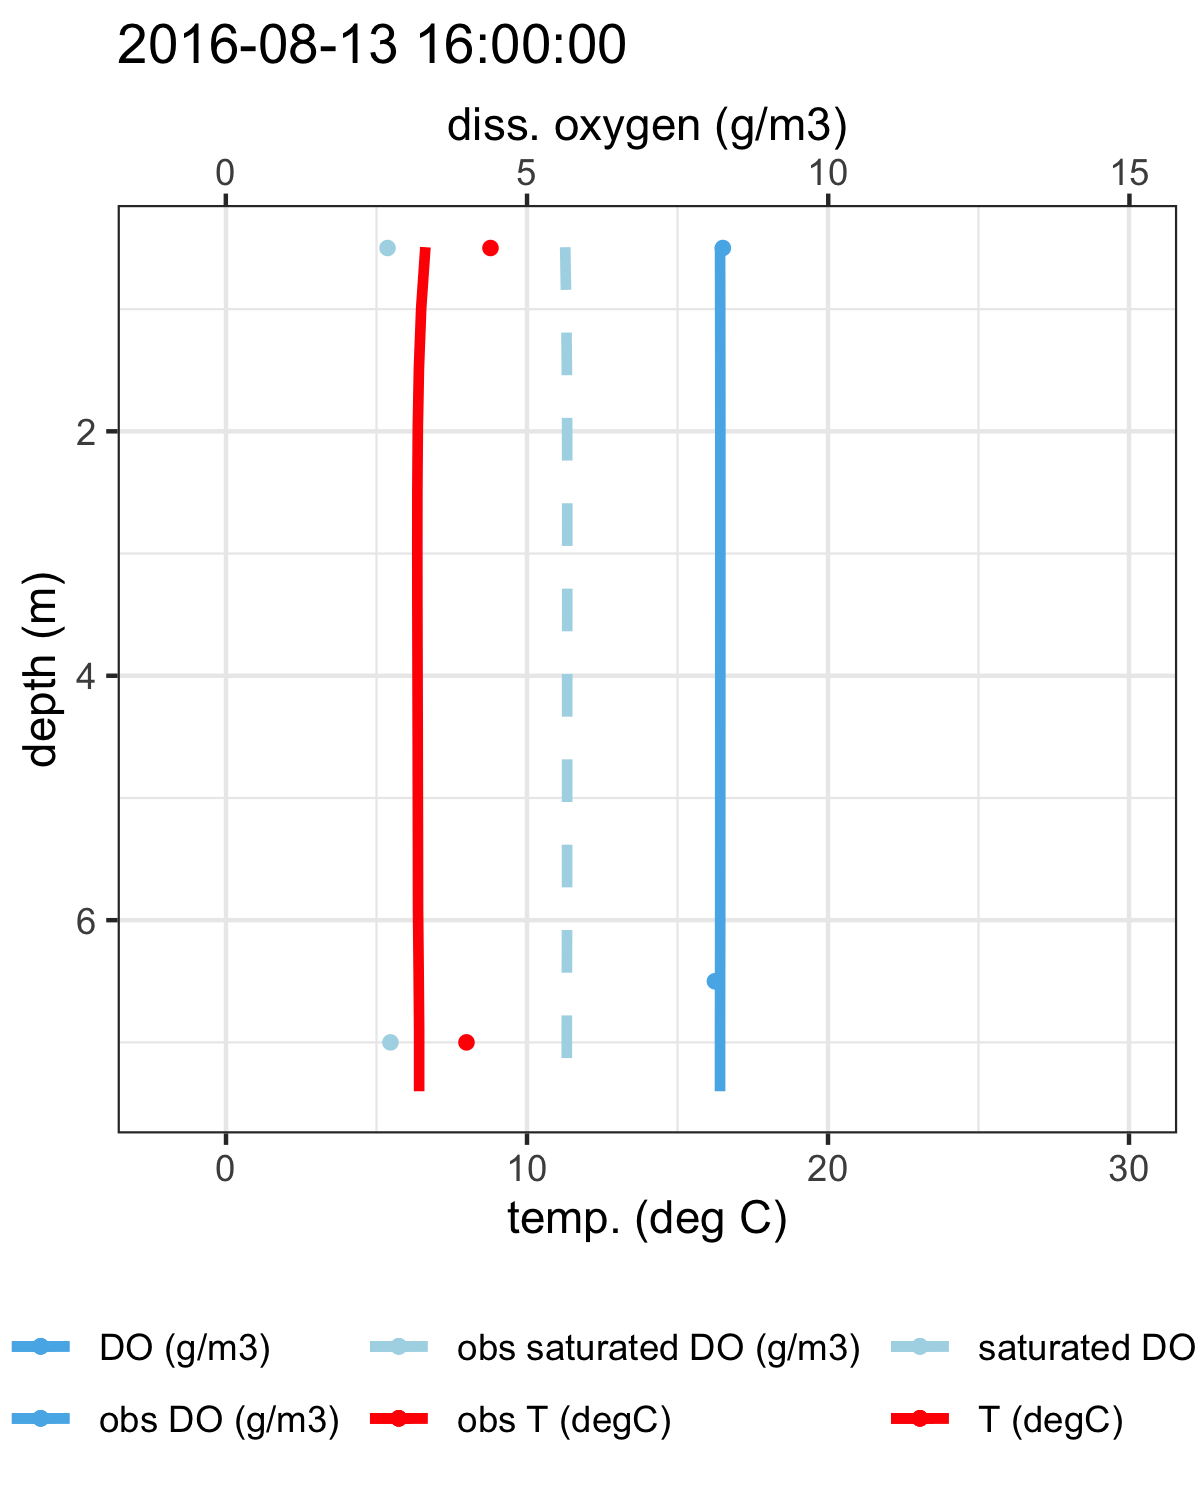 2016-08-13 16:00:00
diss. oxygen (g/m3)
0 5 10 15
depth (m)
2
4
6
0 10 20 30
temp. (deg C)
DO (g/m3) obs saturated DO (g/m3) saturated DO
obs DO (g/m3) obs T (degC) T (degC)